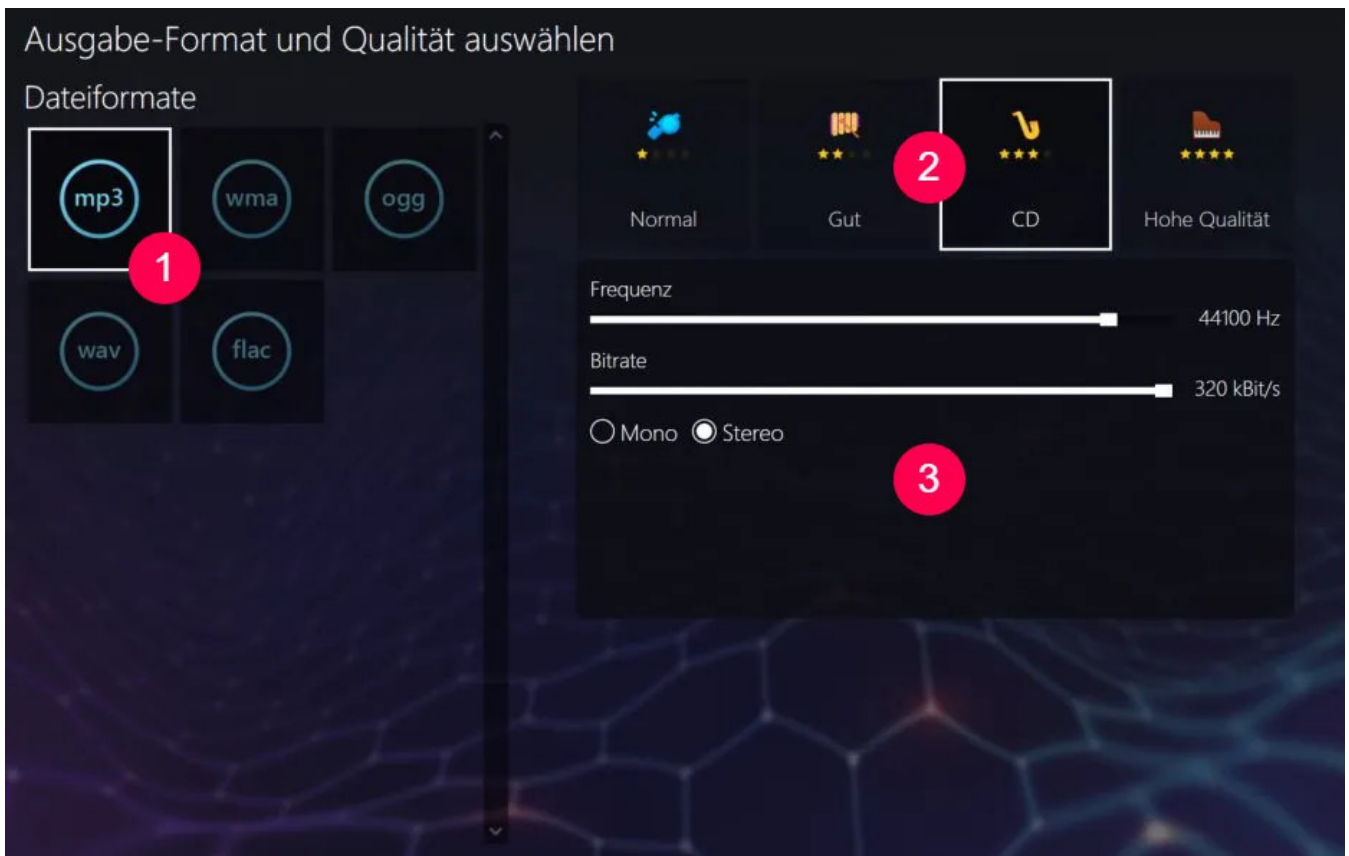 Ausgabe-Format und Qualität auswählen
Dateiformate
mp3
wma
ogg
1
wav
flac
Normal
Gut
2
CD
Hohe Qualität
Frequenz
44100 Hz
Bitrate
320 kBit/s
Mono Stereo
3